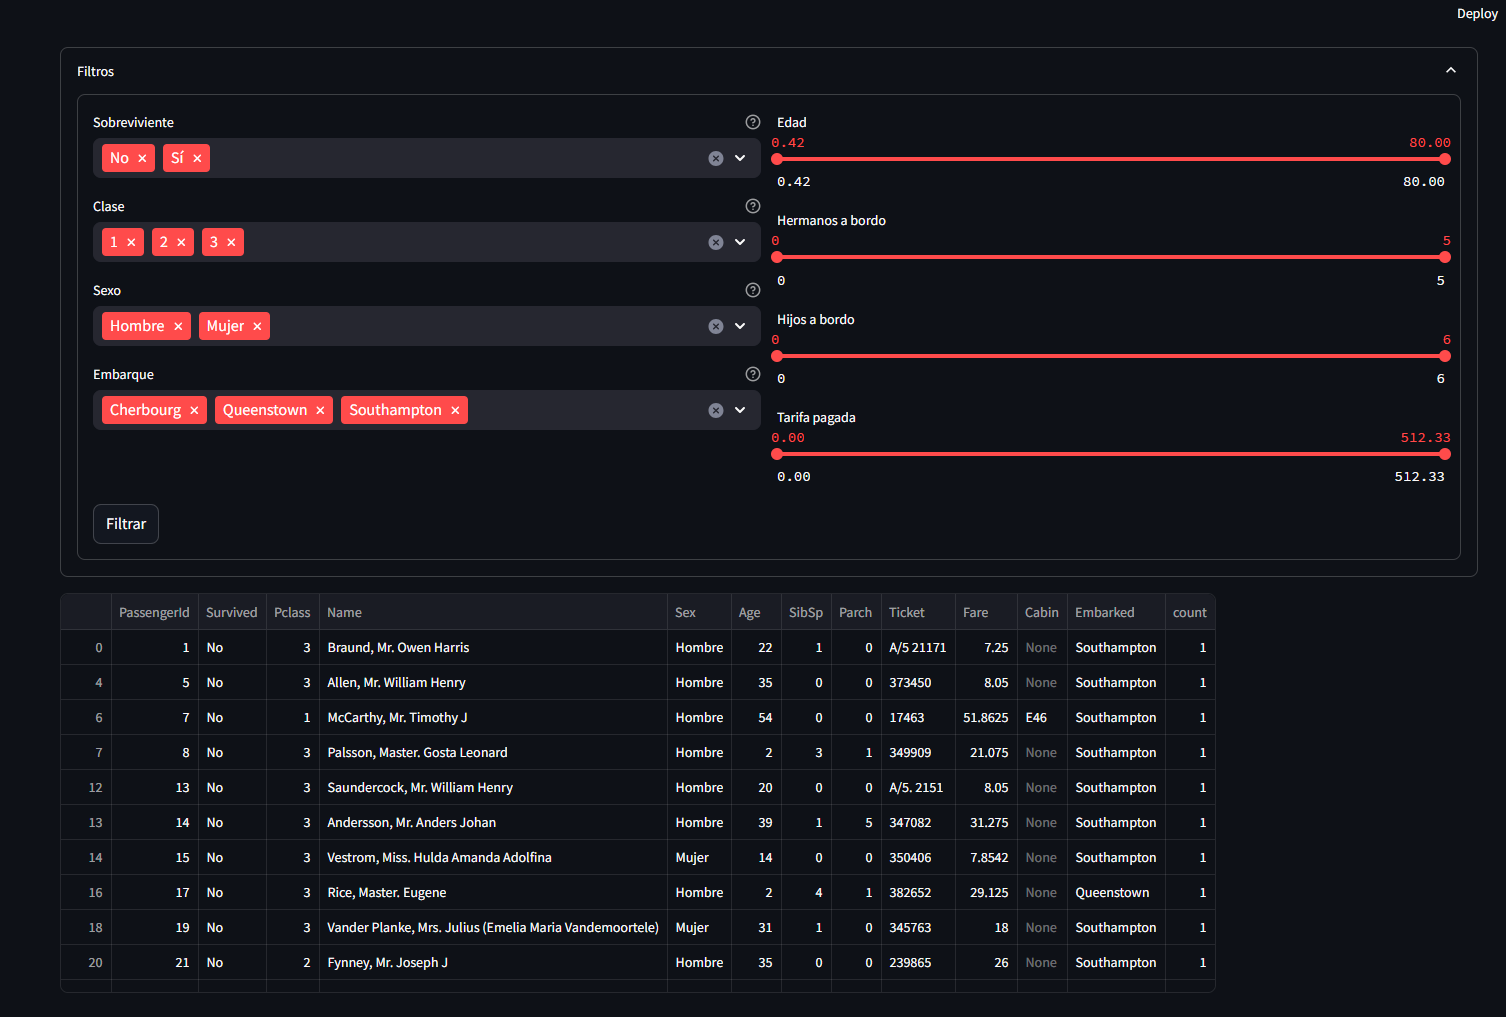 Deploy
Filtros
Sobreviviente
No
Sí
Clase
1 2 3
Sexo
Hombre Mujer
Embarque
Cherbourg Queenstown Southampton
Edad
0.42 80.00
0.42 80.00
Hermanos a bordo
0 5
0 5
Hijos a bordo
0 6
0 6
Tarifa pagada
0.00 512.33
0.00 512.33
Filtrar
PassengerId Survived Pclass Name Sex Age SibSp Parch Ticket Fare Cabin Embarked count
0 1 No 3 Braund, Mr. Owen Harris Hombre 22 1 0 A/5 21171 7.25 None Southampton 1
4 5 No 3 Allen, Mr. William Henry Hombre 35 0 0 373450 8.05 None Southampton 1
6 7 No 1 McCarthy, Mr. Timothy J Hombre 54 0 0 17463 51.8625 E46 Southampton 1
7 8 No 3 Palsson, Master. Gosta Leonard Hombre 2 3 1 349909 21.075 None Southampton 1
12 13 No 3 Saundercock, Mr. William Henry Hombre 20 0 0 A/5. 2151 8.05 None Southampton 1
13 14 No 3 Andersson, Mr. Anders Johan Hombre 39 1 5 347082 31.275 None Southampton 1
14 15 No 3 Vestrom, Miss. Hulda Amanda Adolfina Mujer 14 0 0 350406 7.8542 None Southampton 1
16 17 No 3 Rice, Master. Eugene Hombre 2 4 1 382652 29.125 None Queenstown 1
18 19 No 3 Vander Planke, Mrs. Julius (Emelia Maria Vandemoortele) Mujer 31 1 0 345763 18 None Southampton 1
20 21 No 2 Fynney, Mr. Joseph J Hombre 35 0 0 239865 26 None Southampton 1